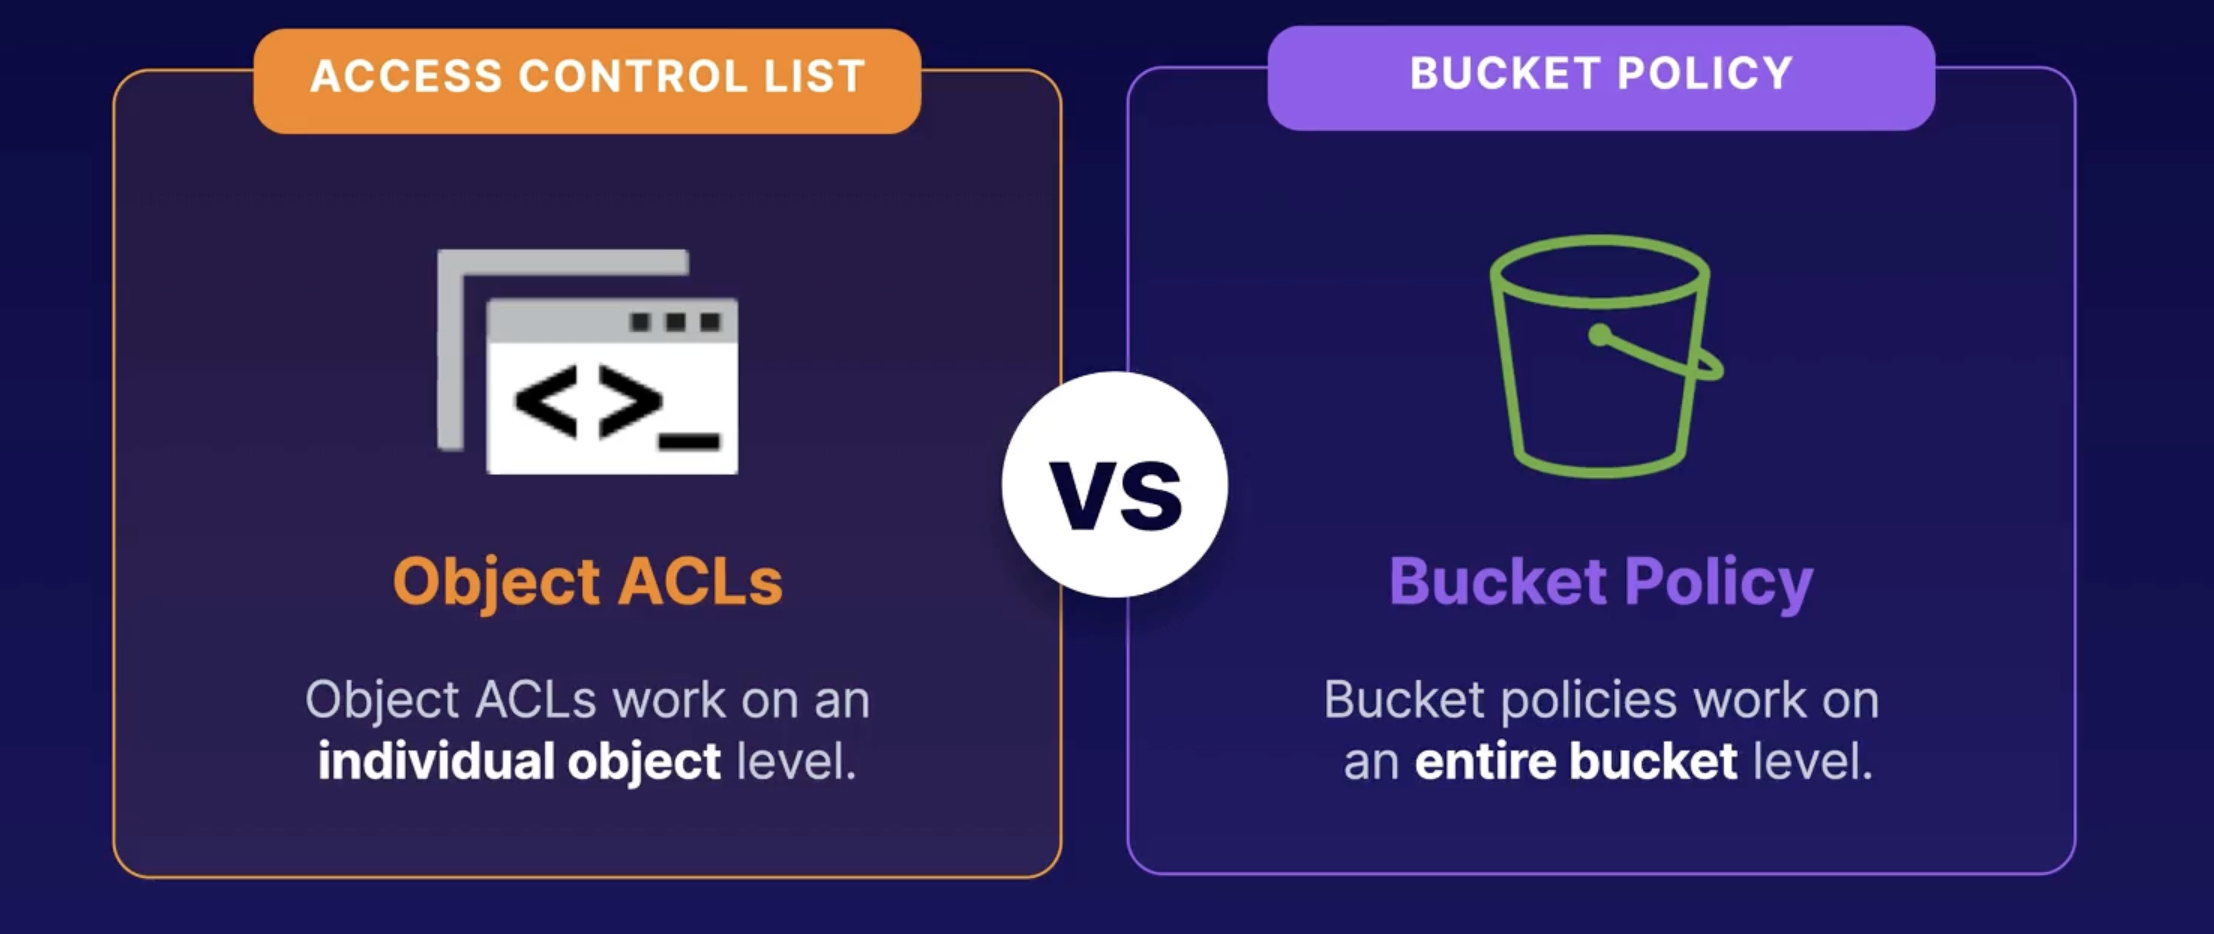 ACCESS CONTROL LIST
<>_
Object ACLs
Object ACLs work on an
individual object level.
vs
BUCKET POLICY
Bucket Policy
Bucket policies work on
an entire bucket level.